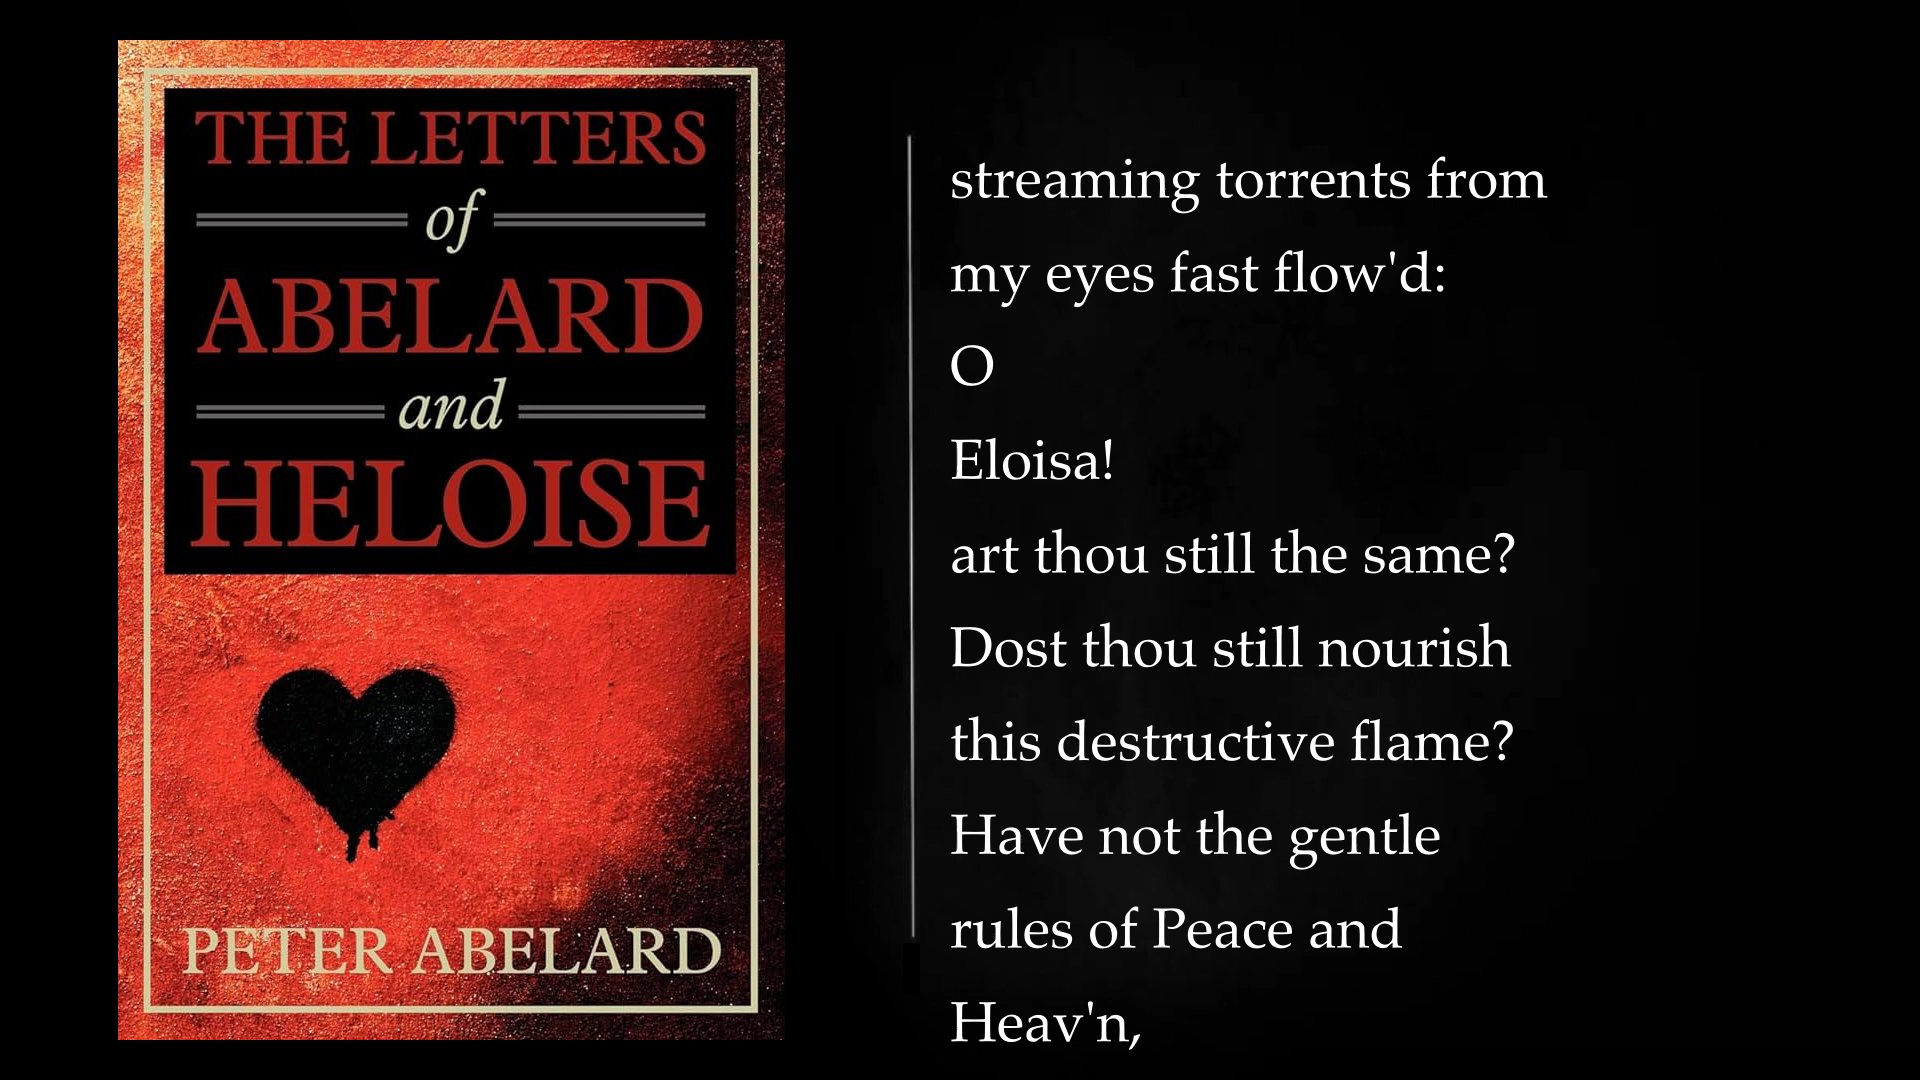 THE LETTERS
of
ABELARD
and
HELOISE
PETER ABELARD
streaming torrents from
my eyes fast flow'd:
O
Eloisa!
art thou still the same?
Dost thou still nourish
this destructive flame?
Have not the gentle
rules of Peace and
Heav'n,